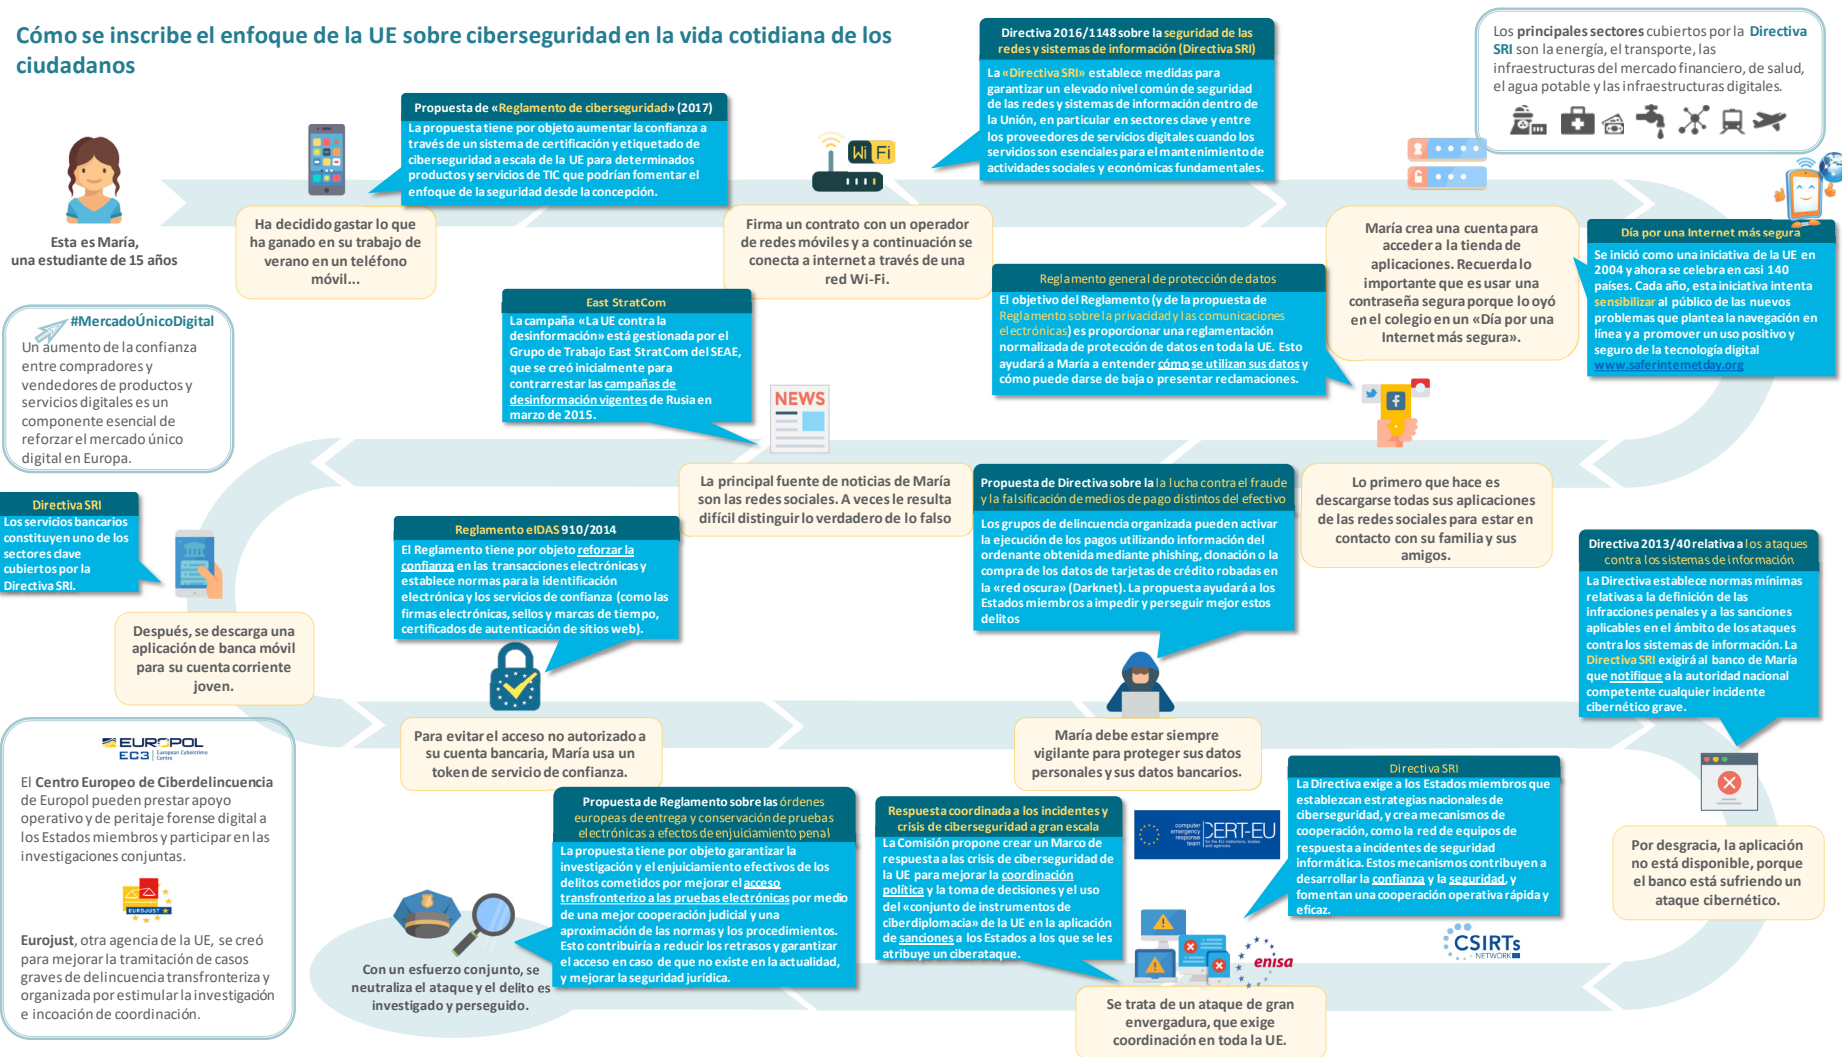 Cómo se inscribe el enfoque de la UE sobre ciberseguridad en la vida cotidiana de los
ciudadanos
Esta es María,
una estudiante de 15 años
Ha decidido gastar lo que
ha ganado en su trabajo de
verano en un teléfono
móvil...
Propuesta de «Reglamento de ciberseguridad» (2017)
La propuesta tiene por objeto aumentar la confianza a
través de un sistema de certificación y etiquetado de
ciberseguridad a escala de la UE para determinados
productos y servicios de TIC que podrían fomentar el
enfoque de la seguridad desde la concepción.
Wi Fi
Firma un contrato con un operador
de redes móviles y a continuación se
conecta a internet a través de una
red Wi-Fi.
Directiva 2016/1148 sobre la seguridad de las
redes y sistemas de información (Directiva SRI)
La «Directiva SRI» establece medidas para
garantizar un elevado nivel común de seguridad
de las redes y sistemas de información dentro de
la Unión, en particular en sectores clave y entre
los proveedores de servicios digitales cuando los
servicios son esenciales para el mantenimiento de
actividades sociales y económicas fundamentales.
Los principales sectores cubiertos por la Directiva
SRI son la energía, el transporte, las
infraestructuras del mercado financiero, de salud,
el agua potable y las infraestructuras digitales.
María crea una cuenta para
acceder a la tienda de
aplicaciones. Recuerda lo
importante que es usar una
contraseña segura porque lo oyó
en el colegio en un «Día por una
Internet más segura».
Día por una Internet más segura
Se inició como una iniciativa de la UE en
2004 y ahora se celebra en casi 140
países. Cada año, esta iniciativa intenta
sensibilizar al público de las nuevos
problemas que plantea la navegación en
línea y a promover un uso positivo y
seguro de la tecnología digital
www.saferinternetday.org
Reglamento general de protección de datos
El objetivo del Reglamento (y de la propuesta de
Reglamento sobre la privacidad y las comunicaciones
electrónicas) es proporcionar una reglamentación
normalizada de protección de datos en toda la UE. Esto
ayudará a María a entender cómo se utilizan sus datos y
cómo puede darse de baja o presentar reclamaciones.
Lo primero que hace es
descargarse todas sus aplicaciones
de las redes sociales para estar en
contacto con su familia y sus
amigos.
East StratCom
La campaña «La UE contra la
desinformación» está gestionada por el
Grupo de Trabajo East StratCom del SEAE,
que se creó inicialmente para
contrarrestar las campañas de
desinformación vigentes de Rusia en
marzo de 2015.
NEWS
La principal fuente de noticias de María
son las redes sociales. A veces le resulta
difícil distinguir lo verdadero de lo falso
#MercadoÚnicoDigital
Un aumento de la confianza
entre compradores y
vendedores de productos y
servicios digitales es un
componente esencial de
reforzar el mercado único
digital en Europa.
Directiva SRI
Los servicios bancarios
constituyen uno de los
sectores clave
cubiertos por la
Directiva SRI.
Después, se descarga una
aplicación de banca móvil
para su cuenta corriente
joven.
Reglamento eIDAS 910/2014
El Reglamento tiene por objeto reforzar la
confianza en las transacciones electrónicas y
establece normas para la identificación
electrónica y los servicios de confianza (como las
firmas electrónicas, sellos y marcas de tiempo,
certificados de autenticación de sitios web).
Para evitar el acceso no autorizado a
su cuenta bancaria, María usa un
token de servicio de confianza.
Propuesta de Directiva sobre la la lucha contra el fraude
y la falsificación de medios de pago distintos del efectivo
Los grupos de delincuencia organizada pueden activar
la ejecución de los pagos utilizando información del
ordenante obtenida mediante phishing, clonación o la
compra de los datos de tarjetas de crédito robadas en
la «red oscura» (Darknet). La propuesta ayudará a los
Estados miembros a impedir y perseguir mejor estos
delitos
María debe estar siempre
vigilante para proteger sus datos
personales y sus datos bancarios.
Directiva 2013/40 relativa a los ataques
contra los sistemas de información
La Directiva establece normas mínimas
relativas a la definición de las
infracciones penales y a las sanciones
aplicables en el ámbito de los ataques
contra los sistemas de información. La
Directiva SRI exigirá al banco de María
que notifique a la autoridad nacional
competente cualquier incidente
cibernético grave.
Por desgracia, la aplicación
no está disponible, porque
el banco está sufriendo un
ataque cibernético.
Directiva SRI
La Directiva exige a los Estados miembros que
establezcan estrategias nacionales de
ciberseguridad, y crea mecanismos de
cooperación, como la red de equipos de
respuesta a incidentes de seguridad
informática. Estos mecanismos contribuyen a
desarrollar la confianza y la seguridad, y
fomentan una cooperación operativa rápida y
eficaz.
CSIRTs
NETWORK
computer
emergency
response
team
CERT-EU
for the EU institutions, bodies
and agencies
enisa
Se trata de un ataque de gran
envergadura, que exige
coordinación en toda la UE.
Respuesta coordinada a los incidentes y
crisis de ciberseguridad a gran escala
La Comisión propone crear un Marco de
respuesta a las crisis de ciberseguridad de
la UE para mejorar la coordinación
política y la toma de decisiones y el uso
del «conjunto de instrumentos de
ciberdiplomacia» de la UE en la aplicación
de sanciones a los Estados a los que se les
atribuye un ciberataque.
Propuesta de Reglamento sobre las órdenes
europeas de entrega y conservación de pruebas
electrónicas a efectos de enjuiciamiento penal
La propuesta tiene por objeto garantizar la
investigación y el enjuiciamiento efectivos de los
delitos cometidos por mejorar el acceso
transfronterizo a las pruebas electrónicas por medio
de una mejor cooperación judicial y una
aproximación de las normas y los procedimientos.
Esto contribuiría a reducir los retrasos y garantizar
el acceso en caso de que no existe en la actualidad,
y mejorar la seguridad jurídica.
Con un esfuerzo conjunto, se
neutraliza el ataque y el delito es
investigado y perseguido.
EUROPOL
EC3 European Cybercrime
Centre
El Centro Europeo de Ciberdelincuencia
de Europol pueden prestar apoyo
operativo y de peritaje forense digital a
los Estados miembros y participar en las
investigaciones conjuntas.
EUROJUST
Eurojust, otra agencia de la UE, se creó
para mejorar la tramitación de casos
graves de delincuencia transfronteriza y
organizada por estimular la investigación
e incoación de coordinación.